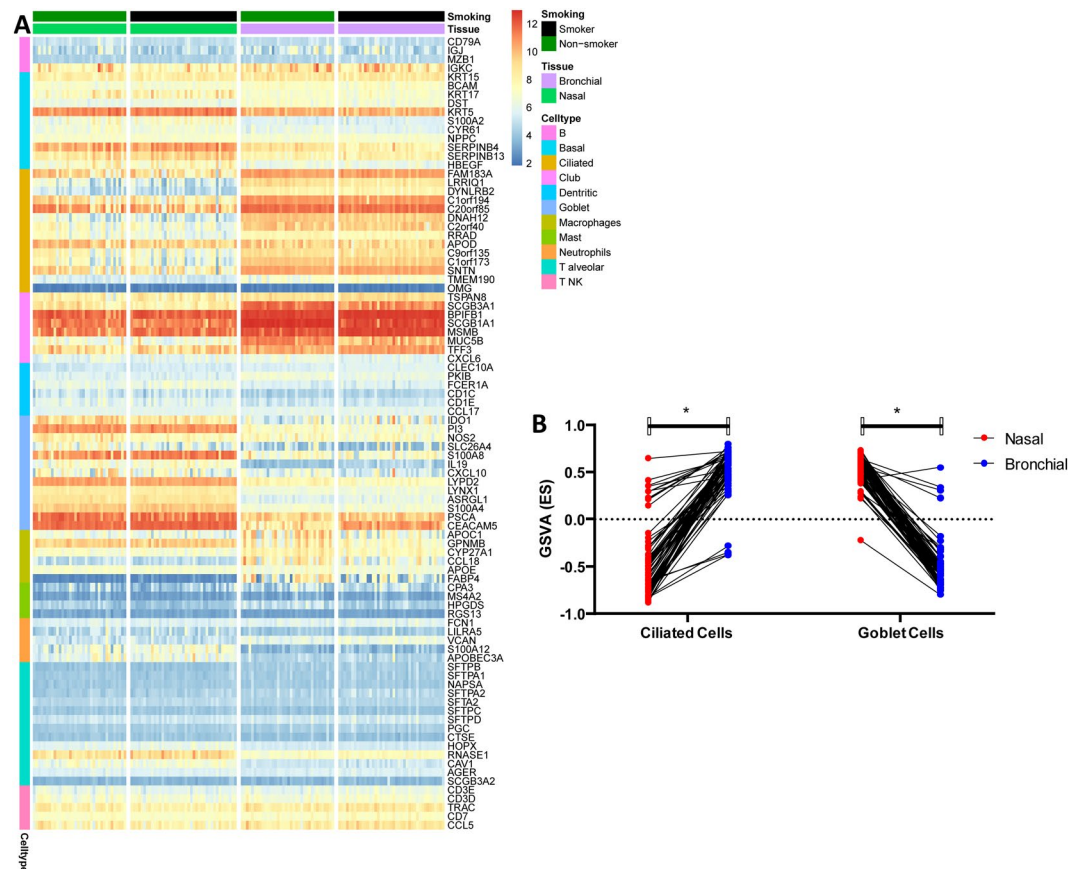 A
Smoking
Tissue
CD79A
IGJ
MZB1
IGKC
KRT15
BCAM
KRT17
DST
KRT5
S100A2
CYR61
NPPC
SERPINB4
SERPINB13
HBEGF
FAM183A
LRRIQ1
DYNLRB2
C1orf194
C20orf85
DNAH12
C2orf40
RRAD
APOD
C9orf135
C1orf173
SNTN
TMEM190
OMG
TSPAN8
SCGB3A1
BPIFB1
SCGB1A1
MSMB
MUC5B
TFF3
CXCL6
CLEC10A
PKIB
FCER1A
CD1C
CD1E
CCL17
IDO1
PI3
NOS2
SLC26A4
S100A8
IL19
CXCL10
LYPD2
LYNX1
ASRGL1
S100A4
PSCA
CEACAM5
APOC1
GPNMB
CYP27A1
CCL18
APOE
FABP4
CPA3
MS4A2
HPGDS
RGS13
FCN1
LILRA5
VCAN
S100A12
APOBEC3A
SFTPB
SFTPA1
NAPSA
SFTPA2
SFTA2
SFTPC
SFTPD
PGC
CTSE
HOPX
RNASE1
CAV1
AGER
SCGB3A2
CD3E
CD3D
TRAC
CD7
CCL5
Celltype
12
10
8
6
4
2
Smoking
Smoker
Non-smoker
Tissue
Bronchial
Nasal
Celltype
B
Basal
Ciliated
Club
Dentritic
Goblet
Macrophages
Mast
Neutrophils
T alveolar
T NK
B
GSVA (ES)
1.0
0.5
0.0
-0.5
-1.0
*
*
Ciliated Cells
Goblet Cells
Nasal
Bronchial